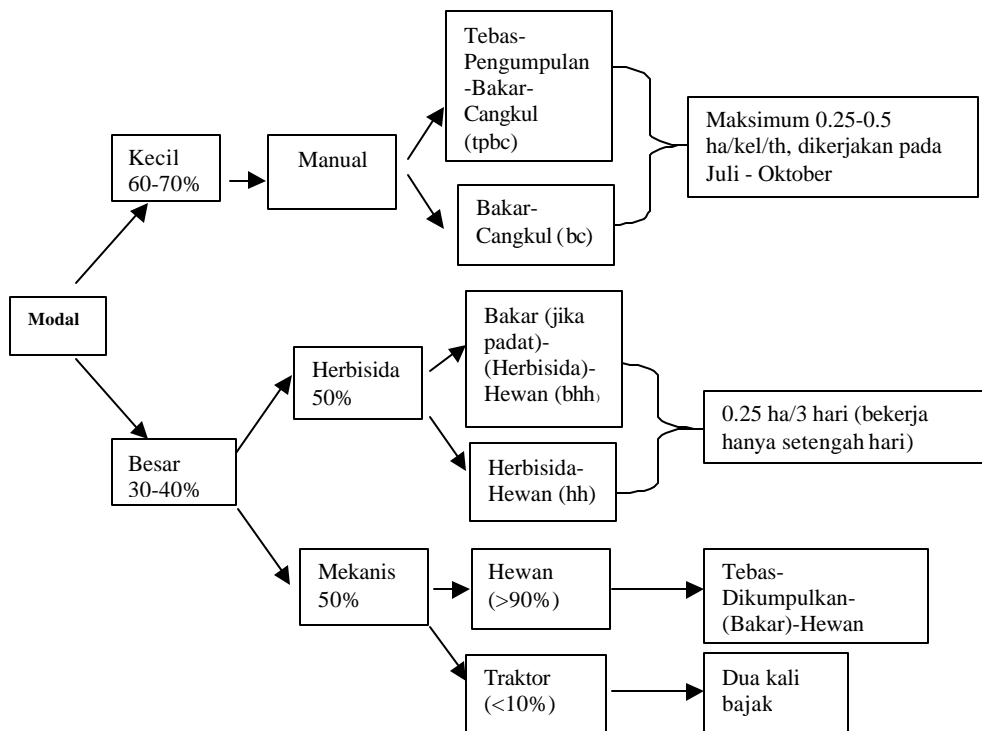 Tebas-
Pengumpulan
-Bakar-
Cangkul
(tpbc)
Maksimum 0.25-0.5
ha/kel/th, dikerjakan pada
Juli - Oktober
Kecil
60-70%
Manual
Bakar-
Cangkul (bc)
Modal
Bakar (jika
padat)-
(Herbisida)-
Hewan (bhh)
Herbisida
50%
0.25 ha/3 hari (bekerja
hanya setengah hari)
Besar
30-40%
Herbisida-
Hewan (hh)
Mekanis
50%
Hewan
(>90%)
Tebas-
Dikumpulkan-
(Bakar)-Hewan
Traktor
(<10%)
Dua kali
bajak